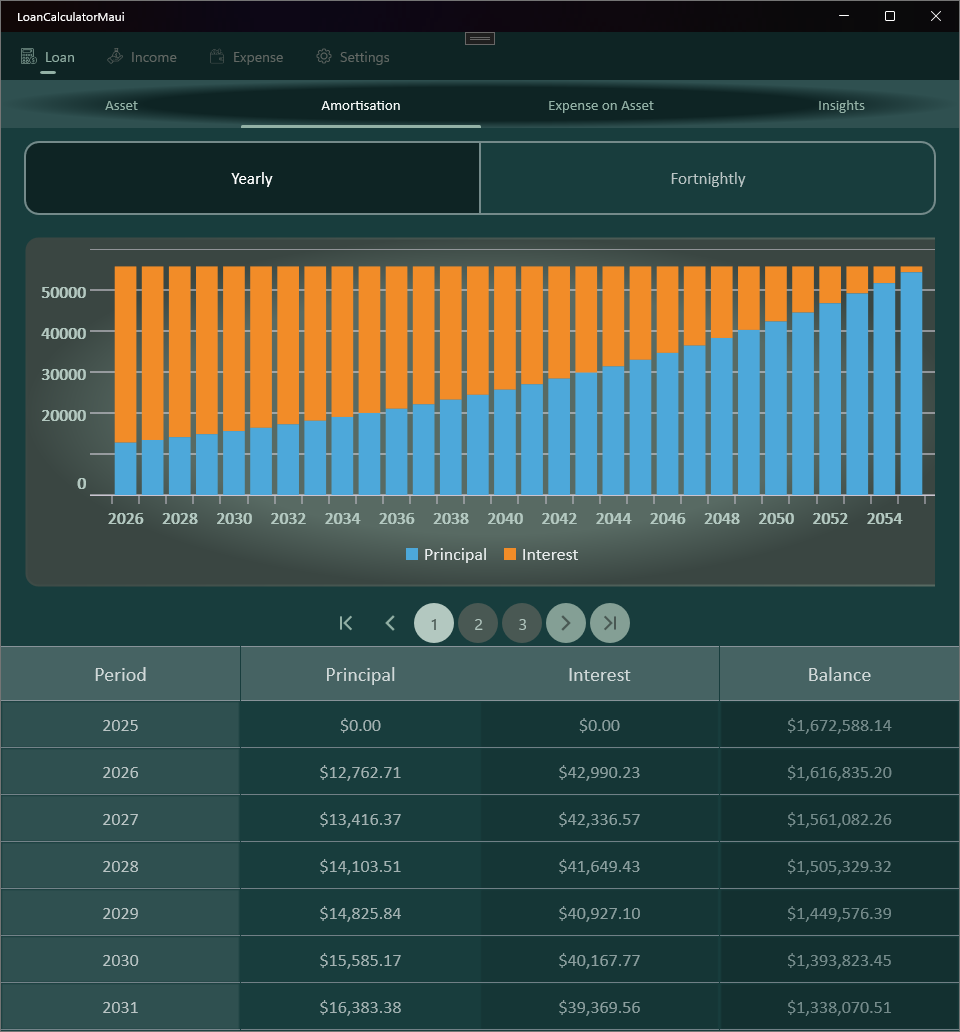 LoanCalculatorMaui
Loan Income Expense Settings
Asset Amortisation Expense on Asset Insights
Yearly Fortnightly
50000
40000
30000
20000
0
2026 2028 2030 2032 2034 2036 2038 2040 2042 2044 2046 2048 2050 2052 2054
Principal Interest
1 2 3
Period Principal Interest Balance
2025 $0.00 $0.00 $1,672,588.14
2026 $12,762.71 $42,990.23 $1,616,835.20
2027 $13,416.37 $42,336.57 $1,561,082.26
2028 $14,103.51 $41,649.43 $1,505,329.32
2029 $14,825.84 $40,927.10 $1,449,576.39
2030 $15,585.17 $40,167.77 $1,393,823.45
2031 $16,383.38 $39,369.56 $1,338,070.51